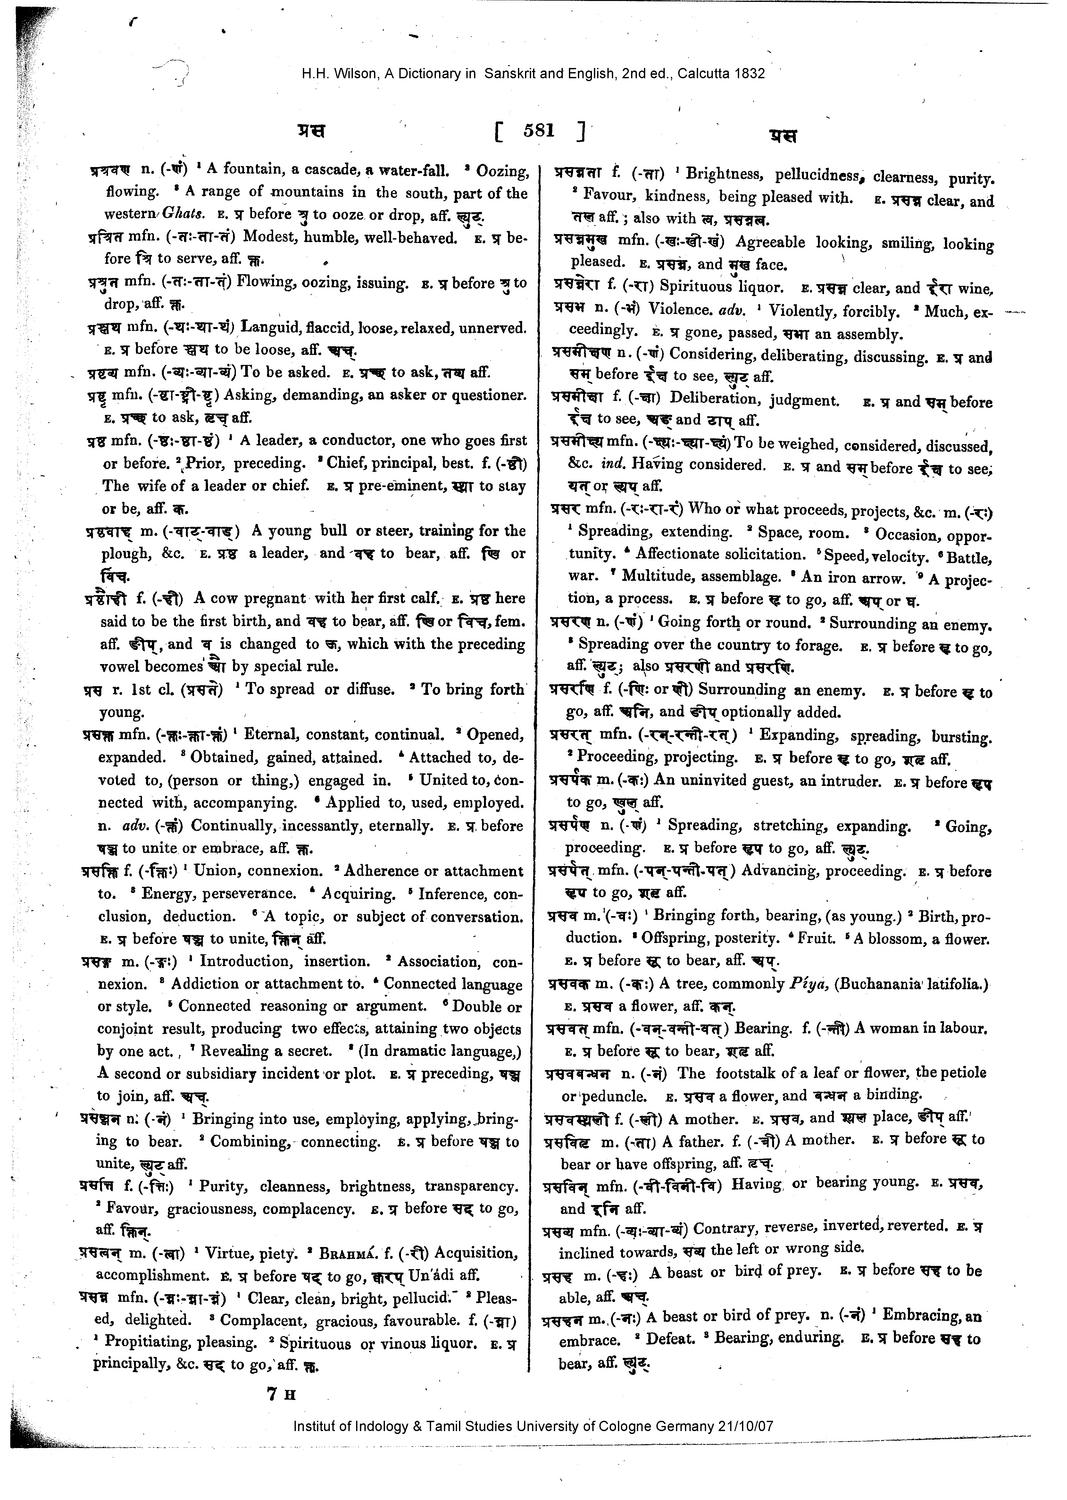 H.H. Wilson, A Dictionary in Sanskrit and English, 2nd ed., Calcutta 1832
प्रस
[ 581 ]
प्रस
प्रश्रवण n. (-णं) ¹ A fountain, a cascade, a water-fall. ² Oozing,
flowing. ³ A range of mountains in the south, part of the
western Ghats. E. प्र before श्रु to ooze or drop, aff. ल्युट्.
प्रश्रित mfn. (-तः-ता-तं) Modest, humble, well-behaved. E. प्र be-
fore श्रि to serve, aff. क्त.
प्रश्रुत mfn. (-तः-ता-तं) Flowing, oozing, issuing. E. प्र before श्रु to
drop, aff. क्त.
प्रश्लथ mfn. (-थः-था-थं) Languid, flaccid, loose, relaxed, unnerved.
E. प्र before श्लथ to be loose, aff. अच्.
प्रष्टव्य mfn. (-व्यः-व्या-व्यं) To be asked. E. प्रच्छ to ask, तव्य aff.
प्रष्टृ mfn. (-ष्टा-ष्ट्री-ष्टृ) Asking, demanding, an asker or questioner.
E. प्रच्छ to ask, तृच् aff.
प्रष्ठ mfn. (-ष्ठः-ष्ठा-ष्ठं) ¹ A leader, a conductor, one who goes first
or before. ² Prior, preceding. ³ Chief, principal, best. f. (-ष्ठी)
The wife of a leader or chief. E. प्र pre-eminent, स्था to stay
or be, aff. क.
प्रष्ठवाह् m. (-वाट्-वाड्) A young bull or steer, training for the
plough, &c. E. प्रष्ठ a leader, and वह to bear, aff. ण्वि or
विंच्.
प्रष्ठौही f. (-ही) A cow pregnant with her first calf. E. प्रष्ठ here
said to be the first birth, and वह to bear, aff. ण्वि or विच्, fem.
aff. ङीप्, and व is changed to ऊ, which with the preceding
vowel becomes औ by special rule.
प्रस r. 1st cl. (प्रसते) ¹ To spread or diffuse. ² To bring forth
young.
प्रसक्त mfn. (-क्तः-क्ता-क्तं) ¹ Eternal, constant, continual. ² Opened,
expanded. ³ Obtained, gained, attained. ⁴ Attached to, de-
voted to, (person or thing,) engaged in. ⁵ United to, con-
nected with, accompanying. ⁶ Applied to, used, employed.
n. adv. (-क्तं) Continually, incessantly, eternally. E. प्र before
षञ्ज to unite or embrace, aff. क्त.
प्रसक्ति f. (-क्तिः) ¹ Union, connexion. ² Adherence or attachment
to. ³ Energy, perseverance. ⁴ Acquiring. ⁵ Inference, con-
clusion, deduction. ⁶ A topic, or subject of conversation.
E. प्र before षञ्ज to unite, क्तिन् aff.
प्रसङ्ग m. (-ङ्गः) ¹ Introduction, insertion. ² Association, con-
nexion. ³ Addiction or attachment to. ⁴ Connected language
or style. ⁵ Connected reasoning or argument. ⁶ Double or
conjoint result, producing two effects, attaining two objects
by one act. ⁷ Revealing a secret. ⁸ (In dramatic language,)
A second or subsidiary incident or plot. E. प्र preceding, षञ्ज
to join, aff. घञ्.
प्रसञ्जन n. (-नं) ¹ Bringing into use, employing, applying, bring-
ing to bear. ² Combining, connecting. E. प्र before षञ्ज to
unite, ल्युट् aff.
प्रसत्ति f. (-त्तिः) ¹ Purity, cleanness, brightness, transparency.
² Favour, graciousness, complacency. E. प्र before सद् to go,
aff. क्तिन्.
प्रसत्वन् m. (-त्वा) ¹ Virtue, piety. ² BRAHMÁ. f. (-री) Acquisition,
accomplishment. E. प्र before षद् to go, क्वरप् Un'ádi aff.
प्रसन्न mfn. (-न्नः-न्ना-न्नं) ¹ Clear, clean, bright, pellucid. ² Pleas-
ed, delighted. ³ Complacent, gracious, favourable. f. (-न्ना)
¹ Propitiating, pleasing. ² Spirituous or vinous liquor. E. प्र
principally, &c. सद् to go, aff. क्त.
7 H
प्रसन्नता f. (-ता) ¹ Brightness, pellucidness, clearness, purity.
² Favour, kindness, being pleased with. E. प्रसन्न clear, and
तल् aff.; also with त्व, प्रसन्नत्व.
प्रसन्नमुख mfn. (-खः-खी-खं) Agreeable looking, smiling, looking
pleased. E. प्रसन्न, and मुख face.
प्रसन्नेरा f. (-रा) Spirituous liquor. E. प्रसन्न clear, and इरा wine.
प्रसभ n. (-भं) Violence. adv. ¹ Violently, forcibly. ² Much, ex-
ceedingly. E. प्र gone, passed, सभा an assembly.
प्रसमीक्षण n. (-णं) Considering, deliberating, discussing. E. प्र and
सम् before ईक्ष to see, ल्युट् aff.
प्रसमीक्षा f. (-क्षा) Deliberation, judgment. E. प्र and सम् before
ईक्ष to see, अङ् and टाप् aff.
प्रसमीक्ष्य mfn. (-क्ष्यः-क्ष्या-क्ष्यं) To be weighed, considered, discussed,
&c. ind. Having considered. E. प्र and सम् before ईक्ष to see;
यत् or ल्यप् aff.
प्रसर mfn. (-रः-रा-रं) Who or what proceeds, projects, &c. m. (-रः)
¹ Spreading, extending. ² Space, room. ³ Occasion, oppor-
tunity. ⁴ Affectionate solicitation. ⁵ Speed, velocity. ⁶ Battle,
war. ⁷ Multitude, assemblage. ⁸ An iron arrow. ⁹ A projec-
tion, a process. E. प्र before सृ to go, aff. अप् or घ.
प्रसरण n. (-णं) ¹ Going forth or round. ² Surrounding an enemy.
³ Spreading over the country to forage. E. प्र before सृ to go,
aff. ल्युट्; also प्रसरणी and प्रसरणि.
प्रसरणि f. (-णिः or णी) Surrounding an enemy. E. प्र before सृ to
go, aff. अनि, and ङीप् optionally added.
प्रसरत् mfn. (-रन्-रन्ती-रत्) ¹ Expanding, spreading, bursting.
² Proceeding, projecting. E. प्र before सृ to go, शतृ aff.
प्रसर्पक m. (-कः) An uninvited guest, an intruder. E. प्र before सृप
to go, ण्वुल् aff.
प्रसर्पण n. (-णं) ¹ Spreading, stretching, expanding. ² Going,
proceeding. E. प्र before सृप to go, aff. ल्युट्.
प्रसर्पत् mfn. (-पन्-पन्ती-पत्) Advancing, proceeding. E. प्र before
सृप to go, शतृ aff.
प्रसव m. (-वः) ¹ Bringing forth, bearing, (as young.) ² Birth, pro-
duction. ³ Offspring, posterity. ⁴ Fruit. ⁵ A blossom, a flower.
E. प्र before सू to bear, aff. अप्.
प्रसवक m. (-कः) A tree, commonly Píya, (Buchanania latifolia.)
E. प्रसव a flower, aff. कन्.
प्रसवत् mfn. (-वन्-वन्ती-वत्) Bearing. f. (-न्ती) A woman in labour.
E. प्र before सू to bear, शतृ aff.
प्रसवबन्धन n. (-नं) The footstalk of a leaf or flower, the petiole
or peduncle. E. प्रसव a flower, and बन्धन a binding.
प्रसवस्थली f. (-ली) A mother. E. प्रसव, and स्थल place, ङीप् aff.
प्रसवितृ m. (-ता) A father. f. (-त्री) A mother. E. प्र before सू to
bear or have offspring, aff. तृच्.
प्रसविन् mfn. (-वी-विनी-वि) Having or bearing young. E. प्रसव,
and इनि aff.
प्रसव्य mfn. (-व्यः-व्या-व्यं) Contrary, reverse, inverted, reverted. E. प्र
inclined towards, सव्य the left or wrong side.
प्रसह m. (-हः) A beast or bird of prey. E. प्र before सह to be
able, aff. अच्.
प्रसहन m. (-नः) A beast or bird of prey. n. (-नं) ¹ Embracing, an
embrace. ² Defeat. ³ Bearing, enduring. E. प्र before सह to
bear, aff. ल्युट्.
Institut of Indology & Tamil Studies University of Cologne Germany 21/10/07